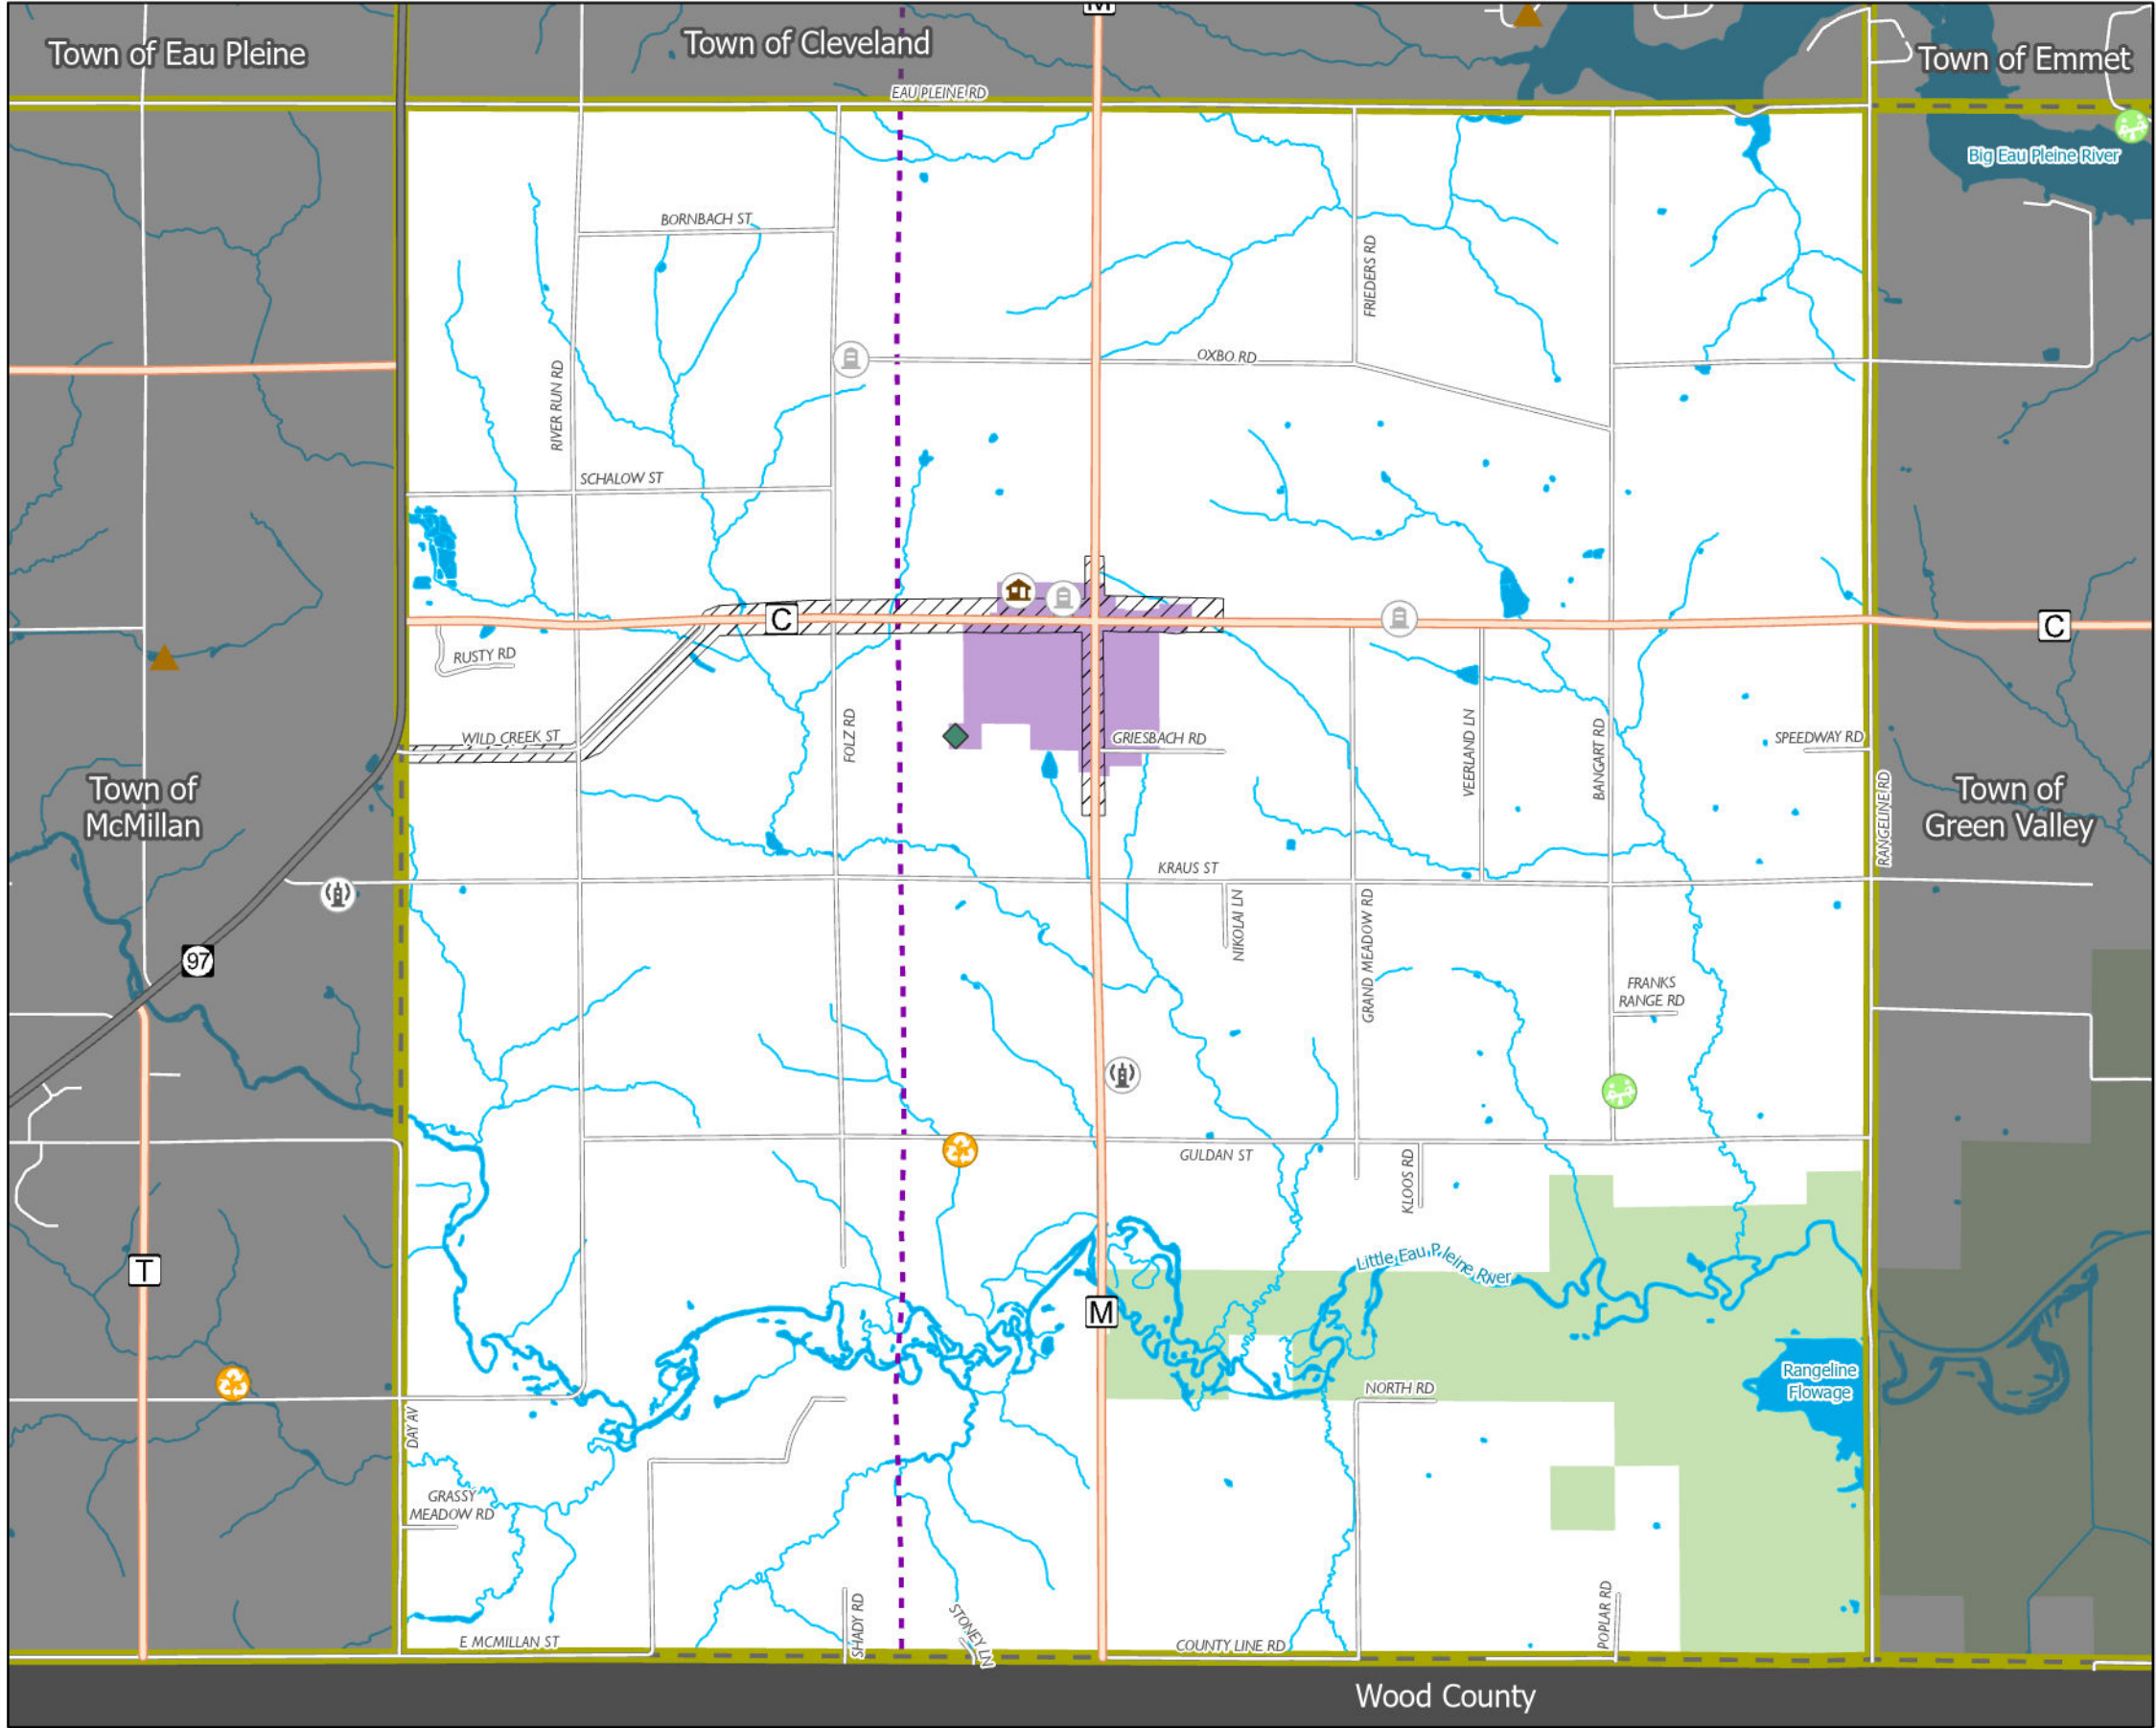 M
Town of Eau Pleine
Town of Cleveland
Town of Emmet
EAU PLEINE RD
Big Eau Pleine River
BORNBACH ST
FRIEDERS RD
OXBO RD
RIVER RUN RD
SCHALOW ST
C
C
RUSTY RD
WILD CREEK ST
FOLZ RD
GRIESBACH RD
VEERLAND LN
BANGART RD
SPEEDWAY RD
RANGELINE RD
Town of
McMillan
Town of
Green Valley
KRAUS ST
NIKOLAI LN
GRAND MEADOW RD
97
FRANKS
RANGE RD
GULDAN ST
KLOOS RD
Little Eau Pleine River
T
M
Rangeline
Flowage
NORTH RD
DAY AV
GRASSY
MEADOW RD
SHADY RD
STONEY LN
POPLAR RD
E MCMILLAN ST
COUNTY LINE RD
Wood County